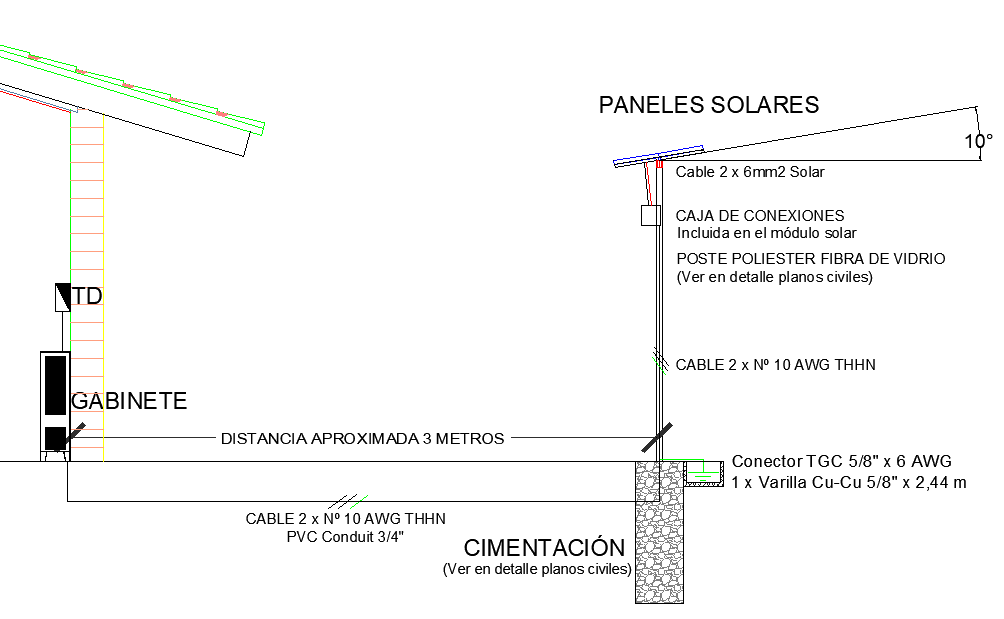 PANELES SOLARES
10°
Cable 2 x 6mm2 Solar
CAJA DE CONEXIONES
Incluida en el módulo solar
POSTE POLIESTER FIBRA DE VIDRIO
(Ver en detalle planos civiles)
TD
CABLE 2 x Nº 10 AWG THHN
GABINETE
DISTANCIA APROXIMADA 3 METROS
Conector TGC 5/8" x 6 AWG
1 x Varilla Cu-Cu 5/8" x 2,44 m
CABLE 2 x Nº 10 AWG THHN
PVC Conduit 3/4"
CIMENTACIÓN
(Ver en detalle planos civiles)